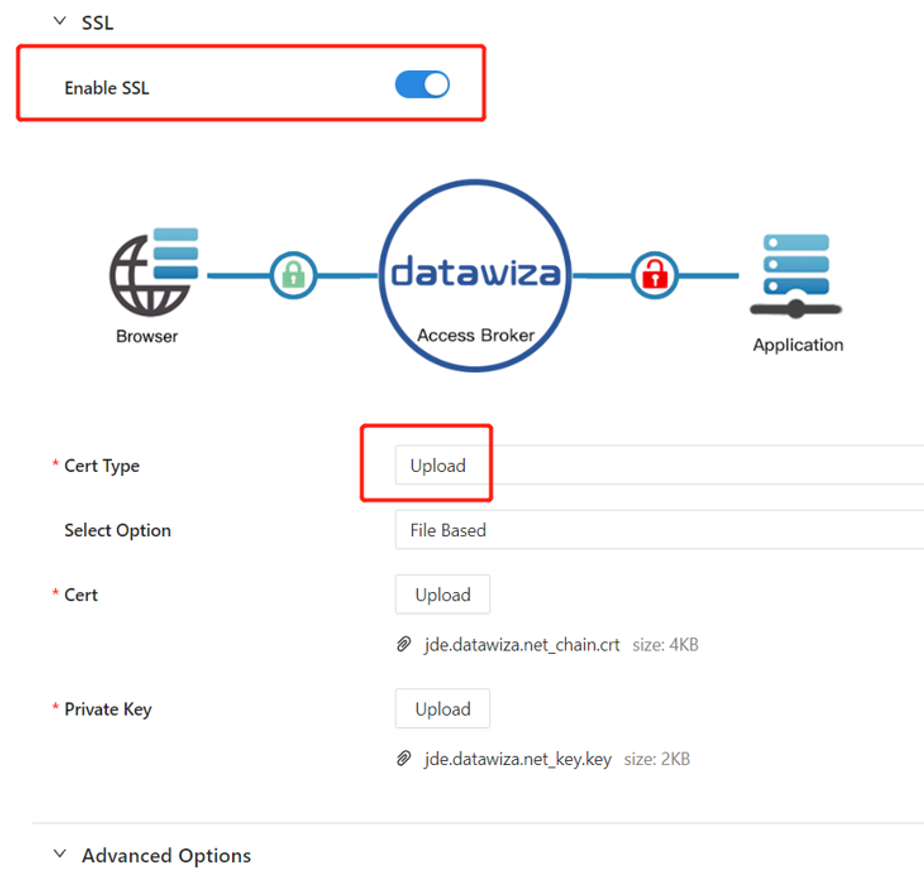 SSL
Enable SSL
datawiza
Access Broker
Browser
Application
* Cert Type Upload
Select Option File Based
* Cert Upload
jde.datawiza.net_chain.crt size: 4KB
* Private Key Upload
jde.datawiza.net_key.key size: 2KB
Advanced Options